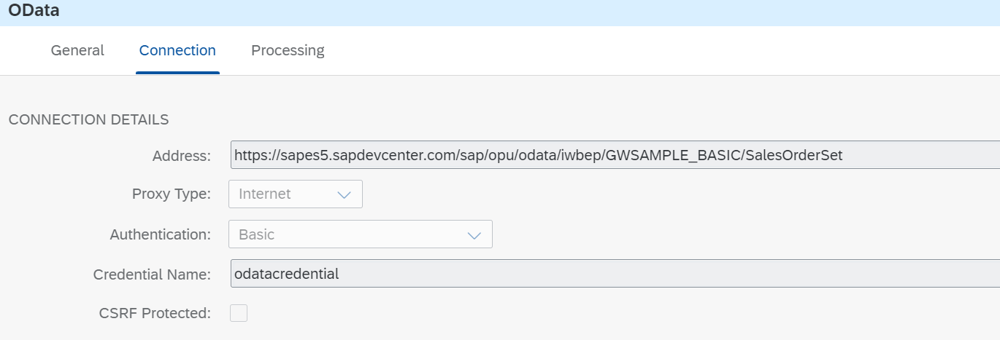 OData
General Connection Processing
CONNECTION DETAILS
Address: https://sapes5.sapdevcenter.com/sap/opu/odata/iwbep/GWSAMPLE_BASIC/SalesOrderSet
Proxy Type: Internet
Authentication: Basic
Credential Name: odatacredential
CSRF Protected: